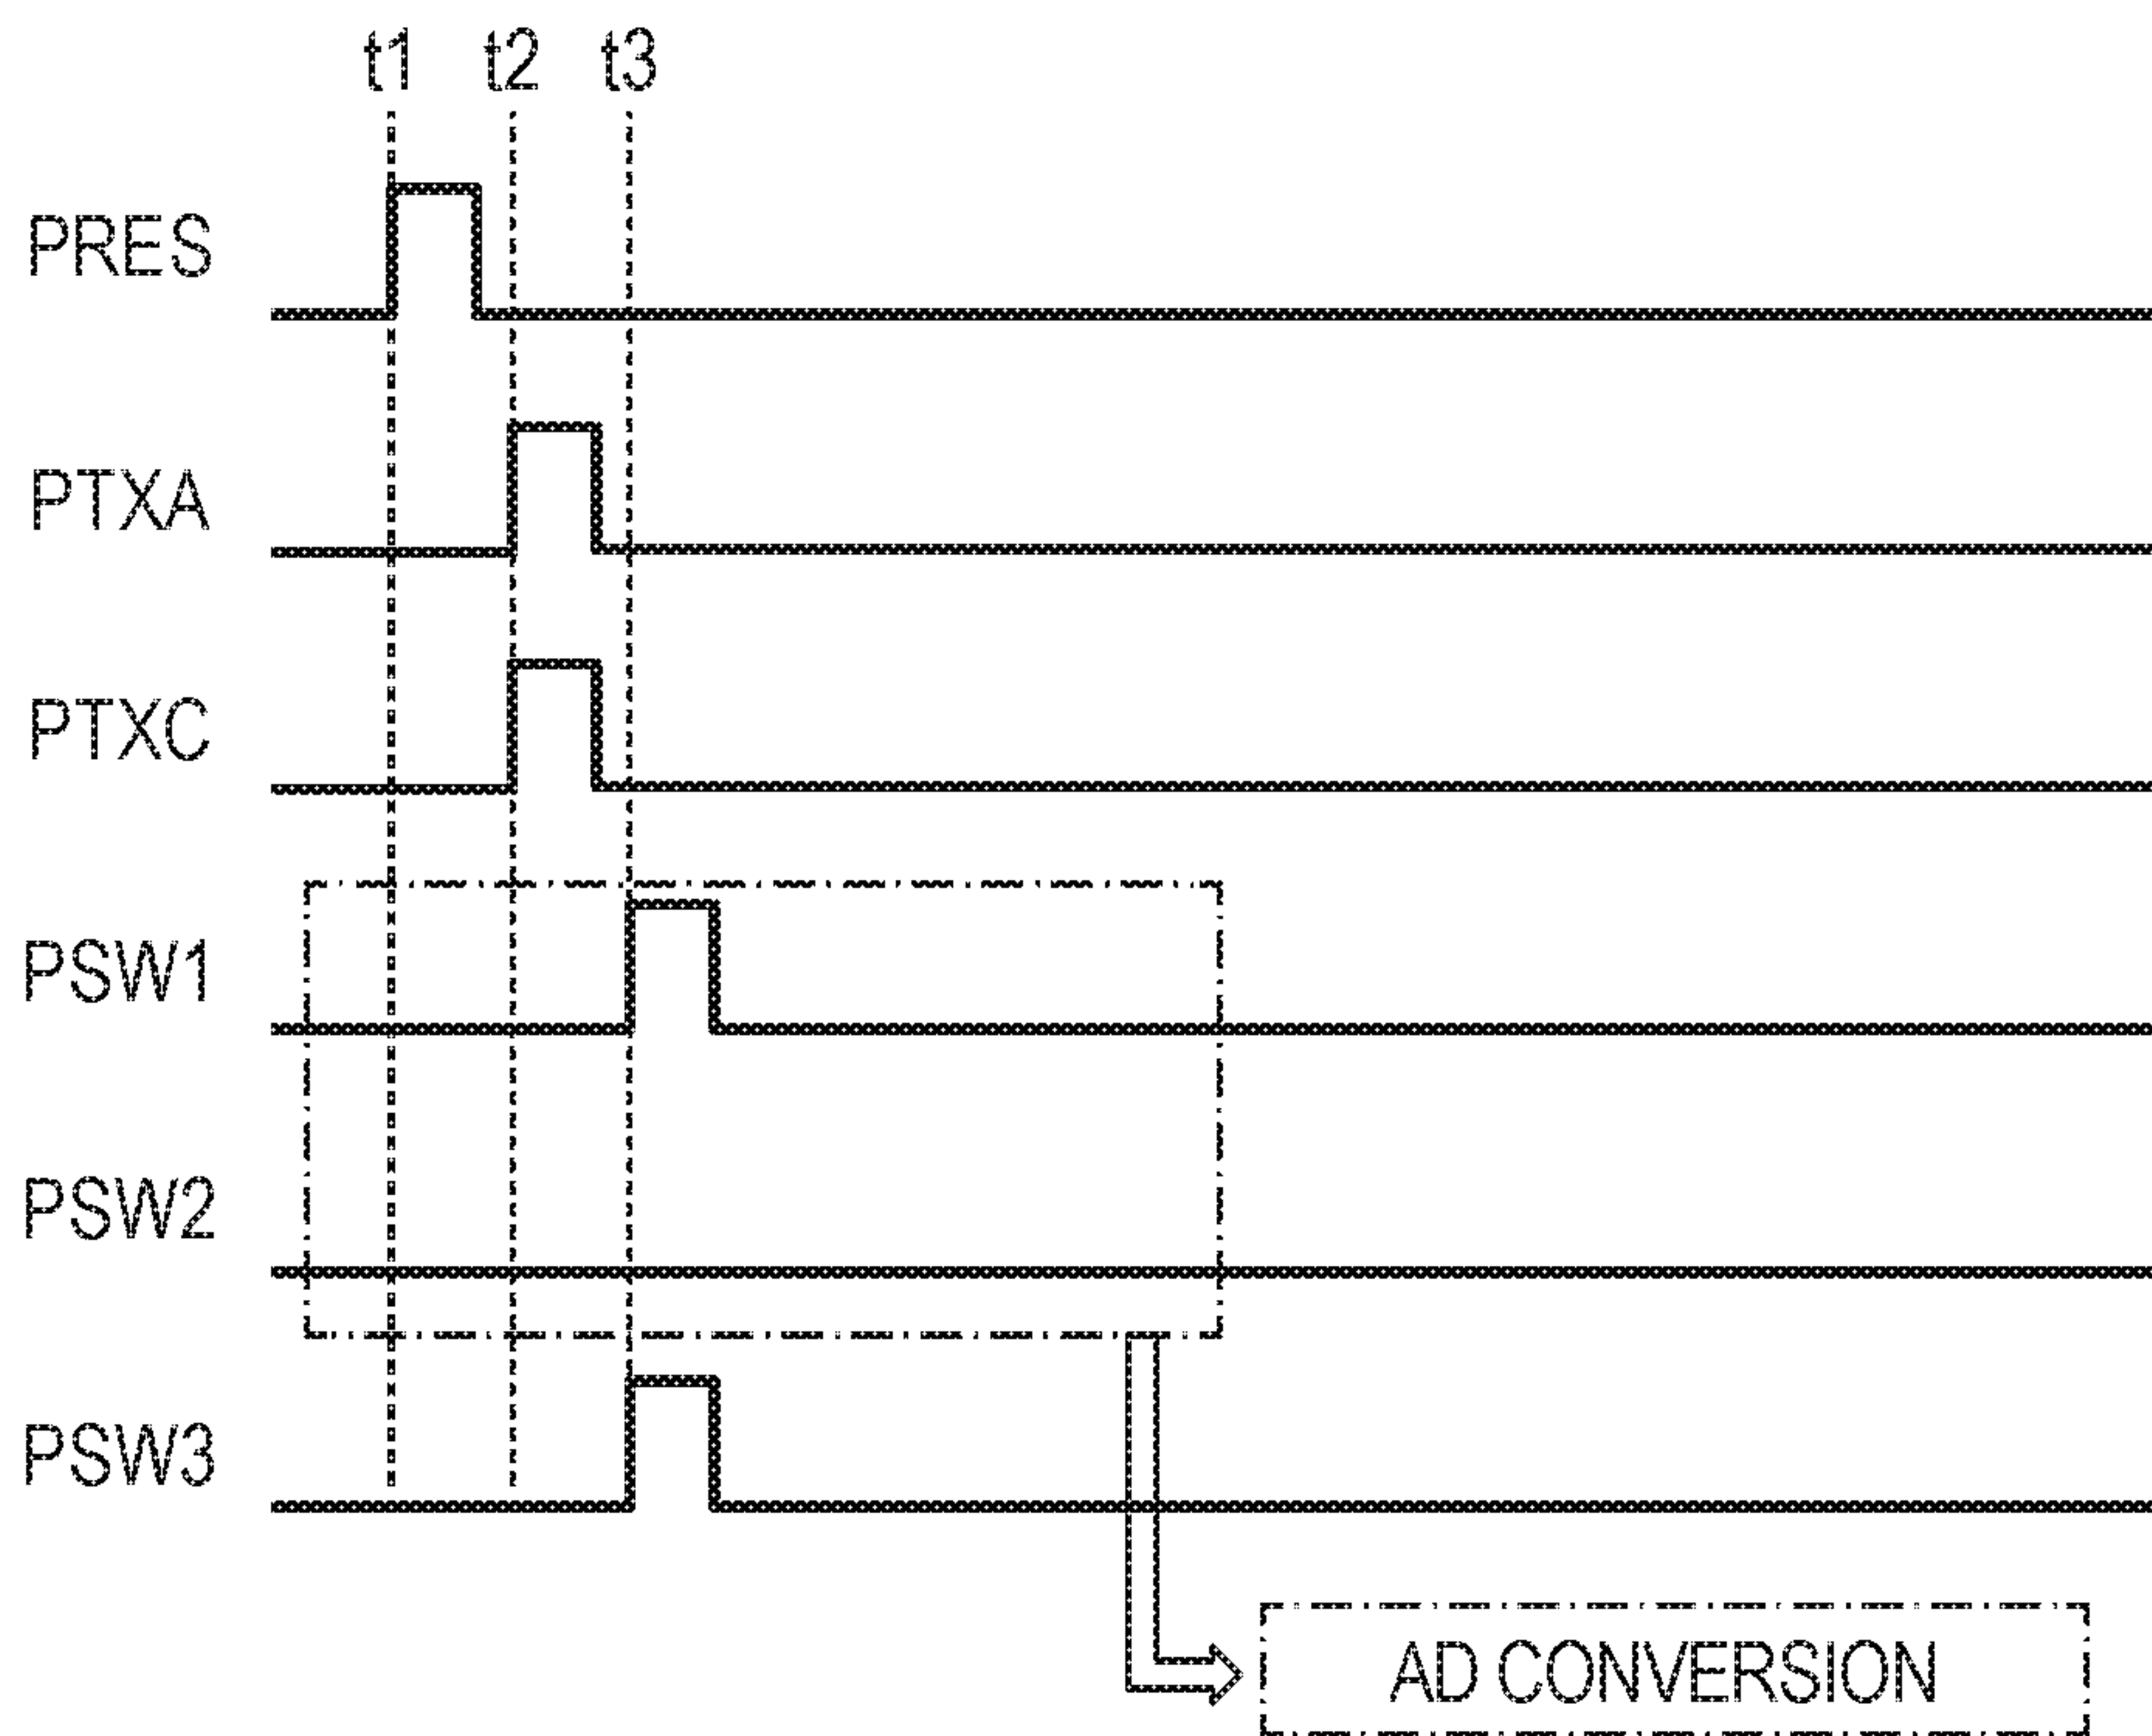 t1 t2 t3
PRES
PTXA
PTXC
PSW1
PSW2
PSW3
AD CONVERSION